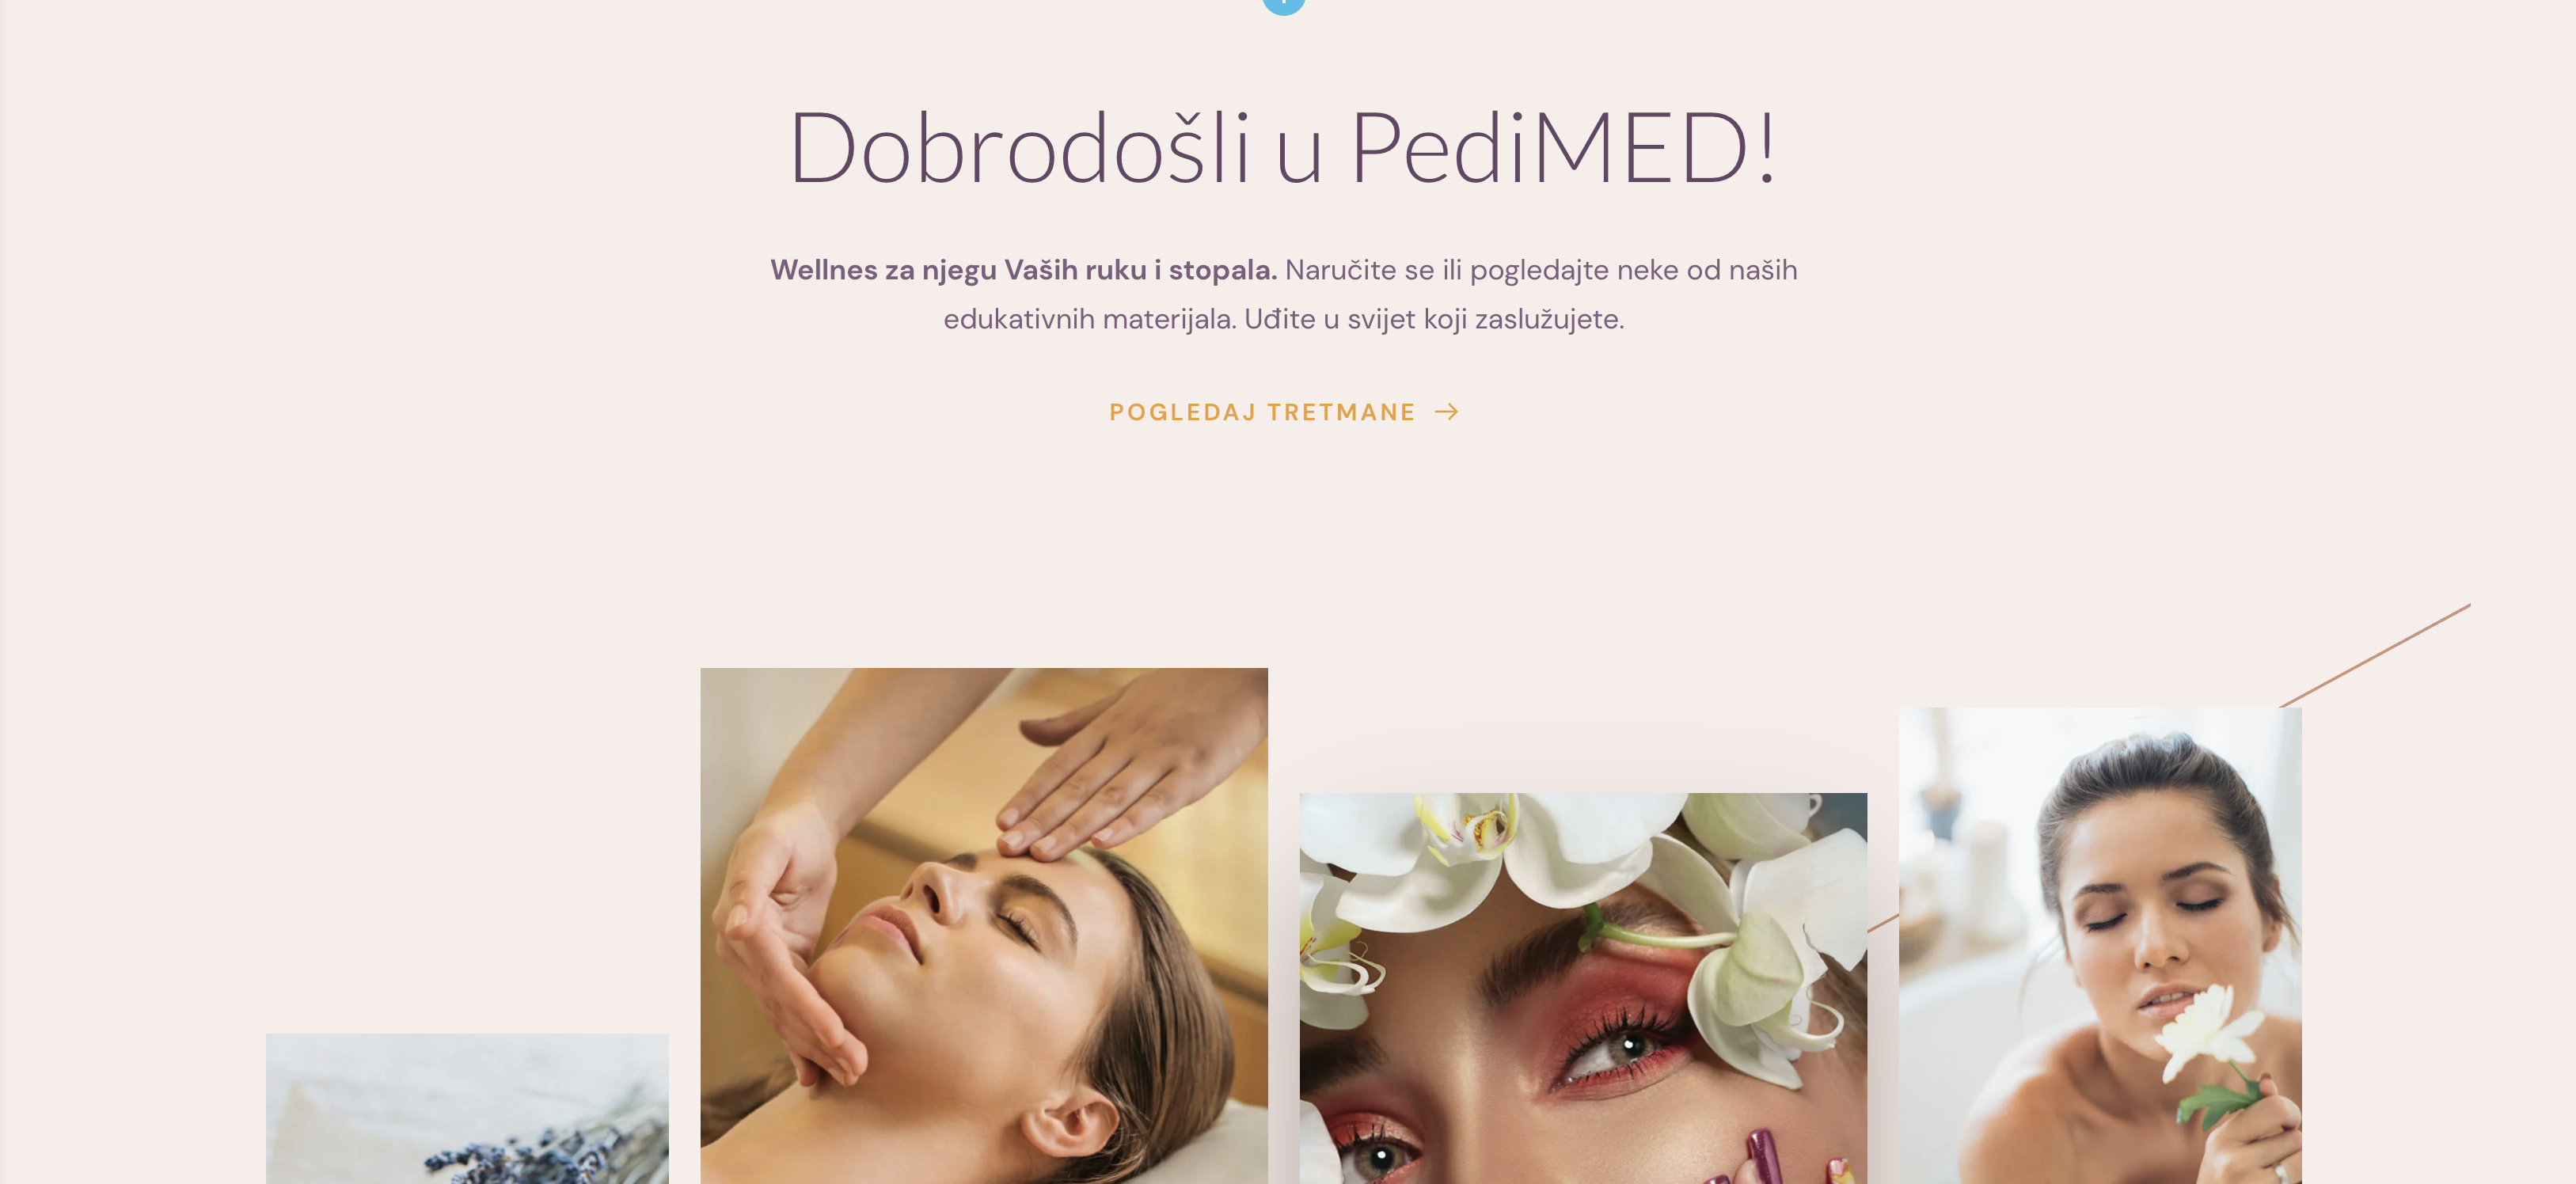 Dobrodošli u PediMED!
Wellnes za njegu Vaših ruku i stopala. Naručite se ili pogledajte neke od naših
edukativnih materijala. Uđite u svijet koji zaslužujete.
POGLEDAJ TRETMANE →